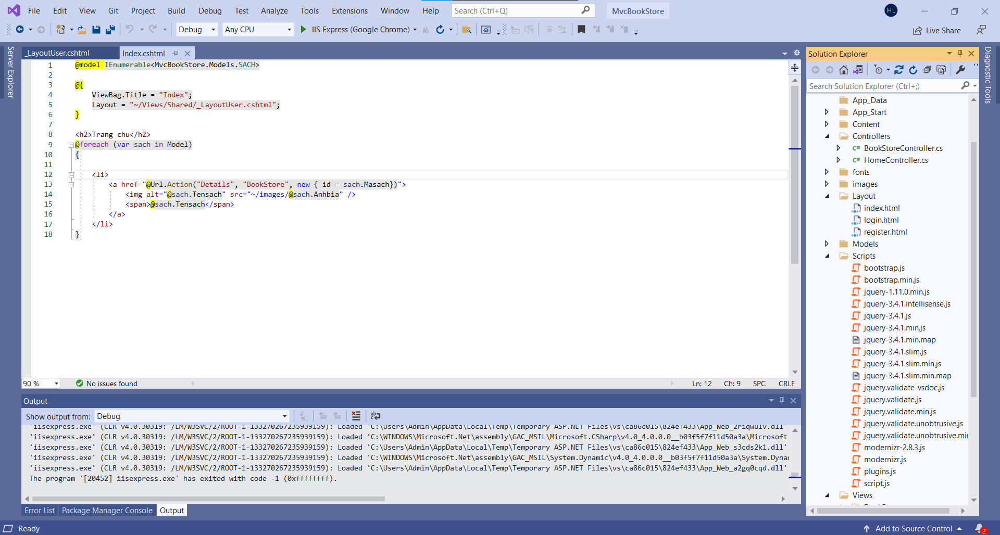 File Edit View Git Project Build Debug Test Analyze Tools Extensions Window Help Search (Ctrl+Q) MvcBookStore HL
Debug Any CPU IIS Express (Google Chrome) Live Share
Server Explorer
_LayoutUser.cshtml Index.cshtml
1 @model IEnumerable<MvcBookStore.Models.SACH>
2
3 @{
4 ViewBag.Title = "Index";
5 Layout = "~/Views/Shared/_LayoutUser.cshtml";
6 }
7
8 <h2>Trang chu</h2>
9 @foreach (var sach in Model)
10 {
11
12 <li>
13 <a href="@Url.Action("Details", "BookStore", new { id = sach.Masach})">
14 <img alt="@sach.Tensach" src="~/images/@sach.Anhbia" />
15 <span>@sach.Tensach</span>
16 </a>
17 </li>
18 }
90 % No issues found Ln: 12 Ch: 9 SPC CRLF
Output
Show output from: Debug
'iisexpress.exe' (CLR v4.0.30319: /LM/W3SVC/2/ROOT-1-133270267235939159): Loaded 'C:\Users\Admin\AppData\Local\Temp\Temporary ASP.NET Files\vs\ca86c015\824ef433\App_Web_2riqwulv.dll'
'iisexpress.exe' (CLR v4.0.30319: /LM/W3SVC/2/ROOT-1-133270267235939159): Loaded 'C:\WINDOWS\Microsoft.Net\assembly\GAC_MSIL\Microsoft.CSharp\v4.0_4.0.0.0__b03f5f7f11d50a3a\Microsoft
'iisexpress.exe' (CLR v4.0.30319: /LM/W3SVC/2/ROOT-1-133270267235939159): Loaded 'C:\Users\Admin\AppData\Local\Temp\Temporary ASP.NET Files\vs\ca86c015\824ef433\App_Web_s3cds2k1.dll'
'iisexpress.exe' (CLR v4.0.30319: /LM/W3SVC/2/ROOT-1-133270267235939159): Loaded 'C:\WINDOWS\Microsoft.Net\assembly\GAC_MSIL\System.Dynamic\v4.0_4.0.0.0__b03f5f7f11d50a3a\System.Dyna
'iisexpress.exe' (CLR v4.0.30319: /LM/W3SVC/2/ROOT-1-133270267235939159): Loaded 'C:\Users\Admin\AppData\Local\Temp\Temporary ASP.NET Files\vs\ca86c015\824ef433\App_Web_a2gq0cqd.dll'
The program '[20452] iisexpress.exe' has exited with code -1 (0xffffffff).
Error List Package Manager Console Output
Solution Explorer
Search Solution Explorer (Ctrl+;)
App_Data
App_Start
Content
Controllers
C# BookStoreController.cs
C# HomeController.cs
fonts
images
Layout
index.html
login.html
register.html
Models
Scripts
bootstrap.js
bootstrap.min.js
jquery-1.11.0.min.js
jquery-3.4.1.intellisense.js
jquery-3.4.1.js
jquery-3.4.1.min.js
jquery-3.4.1.min.map
jquery-3.4.1.slim.js
jquery-3.4.1.slim.min.js
jquery-3.4.1.slim.min.map
jquery.validate-vsdoc.js
jquery.validate.js
jquery.validate.min.js
jquery.validate.unobtrusive.js
jquery.validate.unobtrusive.mir
modernizr-2.8.3.js
modernizr.js
plugins.js
script.js
Views
Diagnostic Tools
Ready Add to Source Control 2